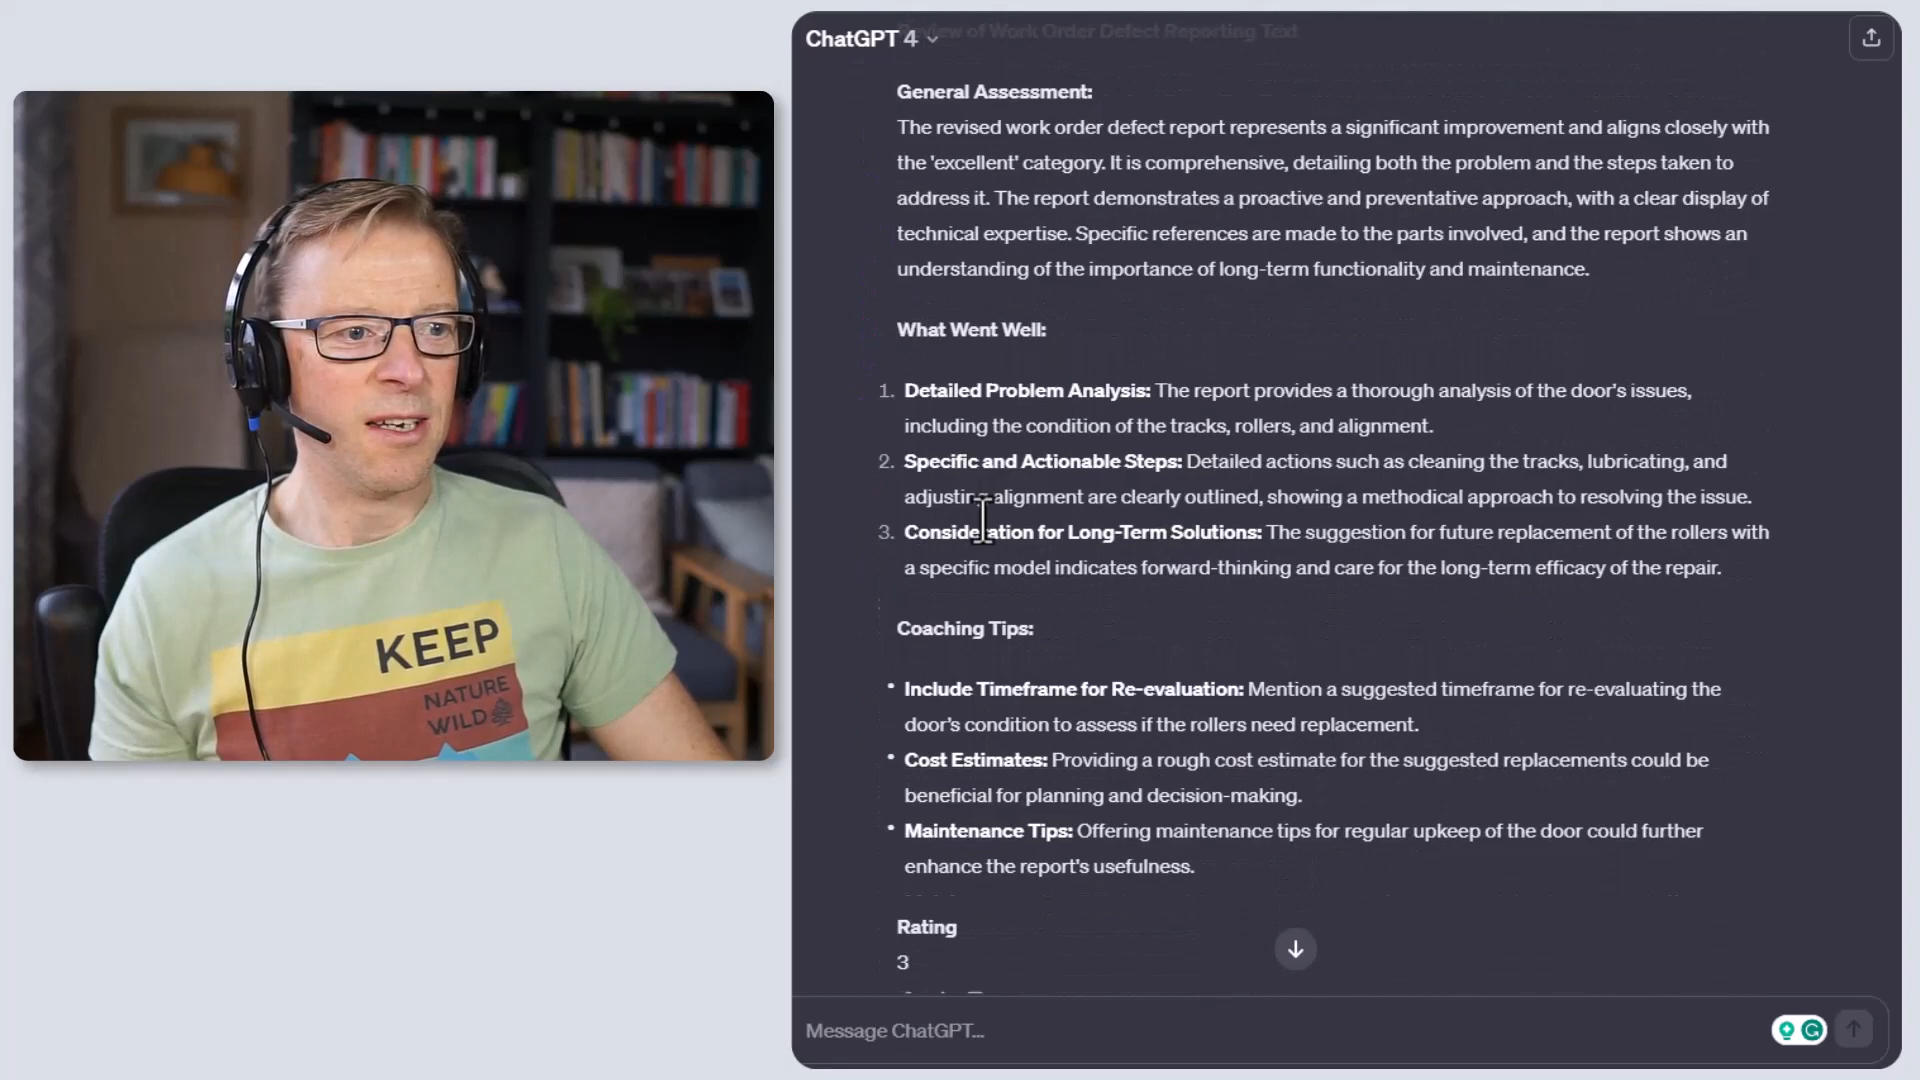 Review of Work Order Defect Reporting Text
ChatGPT 4
General Assessment:
The revised work order defect report represents a significant improvement and aligns closely with
the 'excellent' category. It is comprehensive, detailing both the problem and the steps taken to
address it. The report demonstrates a proactive and preventative approach, with a clear display of
technical expertise. Specific references are made to the parts involved, and the report shows an
understanding of the importance of long-term functionality and maintenance.
What Went Well:
1. Detailed Problem Analysis: The report provides a thorough analysis of the door's issues,
including the condition of the tracks, rollers, and alignment.
2. Specific and Actionable Steps: Detailed actions such as cleaning the tracks, lubricating, and
adjusting alignment are clearly outlined, showing a methodical approach to resolving the issue.
3. Consideration for Long-Term Solutions: The suggestion for future replacement of the rollers with
a specific model indicates forward-thinking and care for the long-term efficacy of the repair.
Coaching Tips:
• Include Timeframe for Re-evaluation: Mention a suggested timeframe for re-evaluating the
door's condition to assess if the rollers need replacement.
• Cost Estimates: Providing a rough cost estimate for the suggested replacements could be
beneficial for planning and decision-making.
• Maintenance Tips: Offering maintenance tips for regular upkeep of the door could further
enhance the report's usefulness.
Rating
3
Message ChatGPT...
KEEP
NATURE
WILD